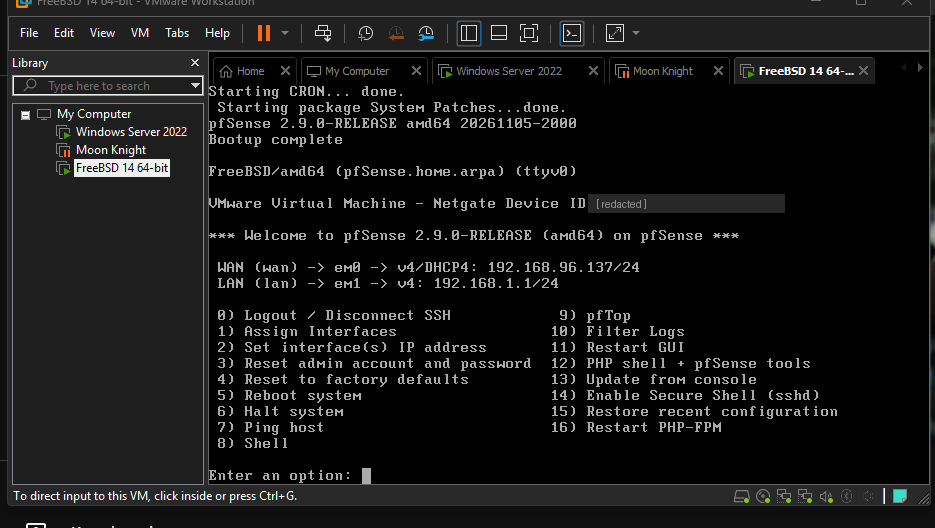 FreeBSD 14 64-bit - VMware Workstation
File Edit View VM Tabs Help
Library
Type here to search
My Computer
Windows Server 2022
Moon Knight
FreeBSD 14 64-bit
Home My Computer Windows Server 2022 Moon Knight FreeBSD 14 64-...
Starting CRON... done.
Starting package System Patches...done.
pfSense 2.9.0-RELEASE amd64 20261105-2000
Bootup complete
FreeBSD/amd64 (pfSense.home.arpa) (ttyv0)
VMware Virtual Machine - Netgate Device ID [redacted]
*** Welcome to pfSense 2.9.0-RELEASE (amd64) on pfSense ***
WAN (wan) -> em0 -> v4/DHCP4: 192.168.96.137/24
LAN (lan) -> em1 -> v4: 192.168.1.1/24
0) Logout / Disconnect SSH 9) pfTop
1) Assign Interfaces 10) Filter Logs
2) Set interface(s) IP address 11) Restart GUI
3) Reset admin account and password 12) PHP shell + pfSense tools
4) Reset to factory defaults 13) Update from console
5) Reboot system 14) Enable Secure Shell (sshd)
6) Halt system 15) Restore recent configuration
7) Ping host 16) Restart PHP-FPM
8) Shell
Enter an option:
To direct input to this VM, click inside or press Ctrl+G.